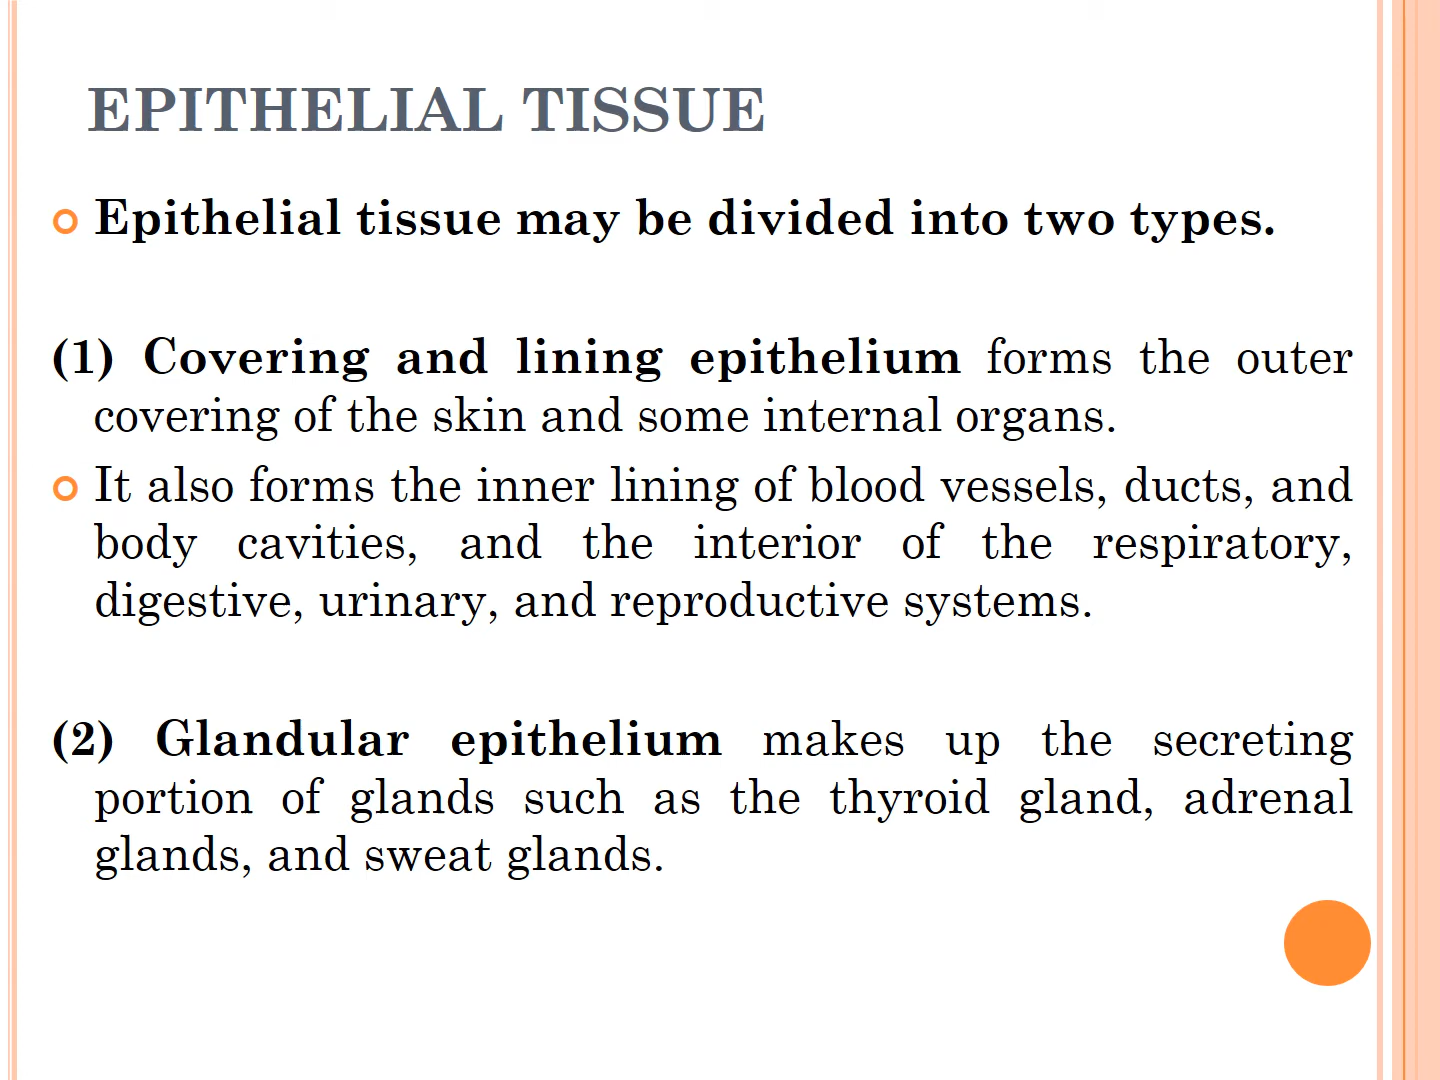 EPITHELIAL TISSUE
Epithelial tissue may be divided into two types.
(1) Covering and lining epithelium forms the outer
covering of the skin and some internal organs.
It also forms the inner lining of blood vessels, ducts, and
body cavities, and the interior of the respiratory,
digestive, urinary, and reproductive systems.
(2) Glandular epithelium makes up the secreting
portion of glands such as the thyroid gland, adrenal
glands, and sweat glands.